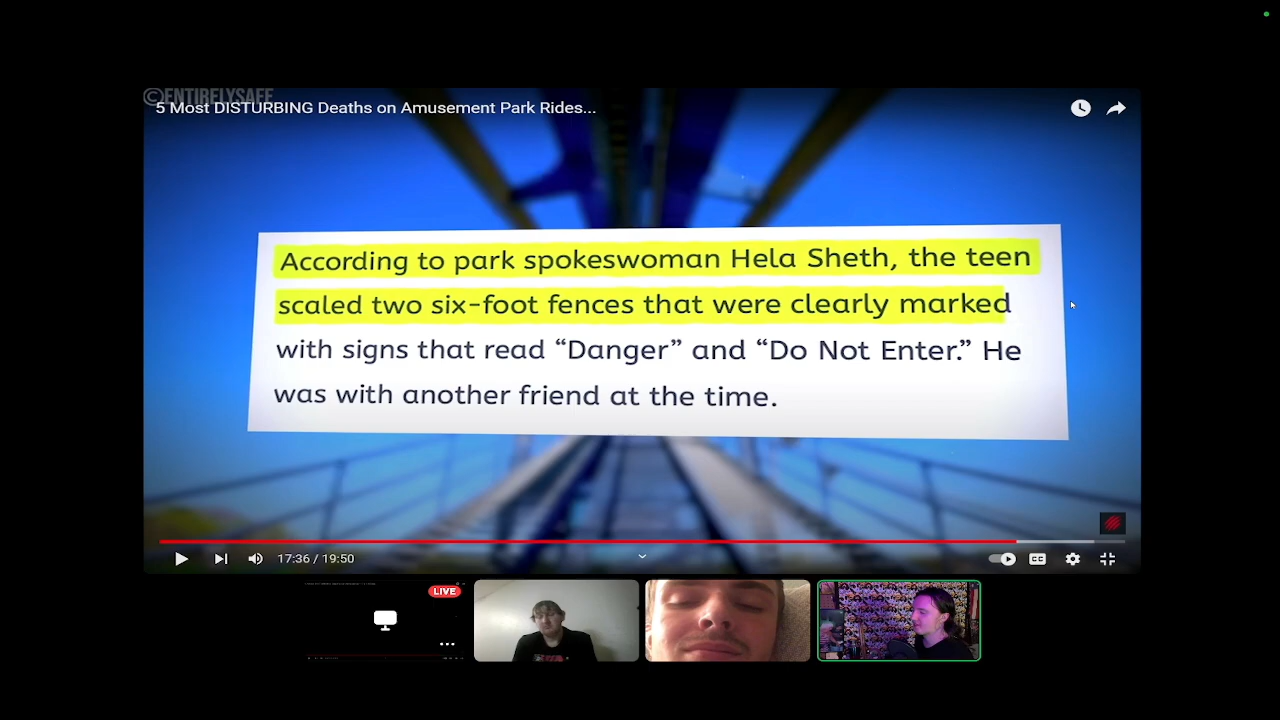 ©ENTIRELYSAFE
5 Most DISTURBING Deaths on Amusement Park Rides...
According to park spokeswoman Hela Sheth, the teen
scaled two six-foot fences that were clearly marked
with signs that read “Danger” and “Do Not Enter.” He
was with another friend at the time.
17:36 / 19:50
CC
LIVE